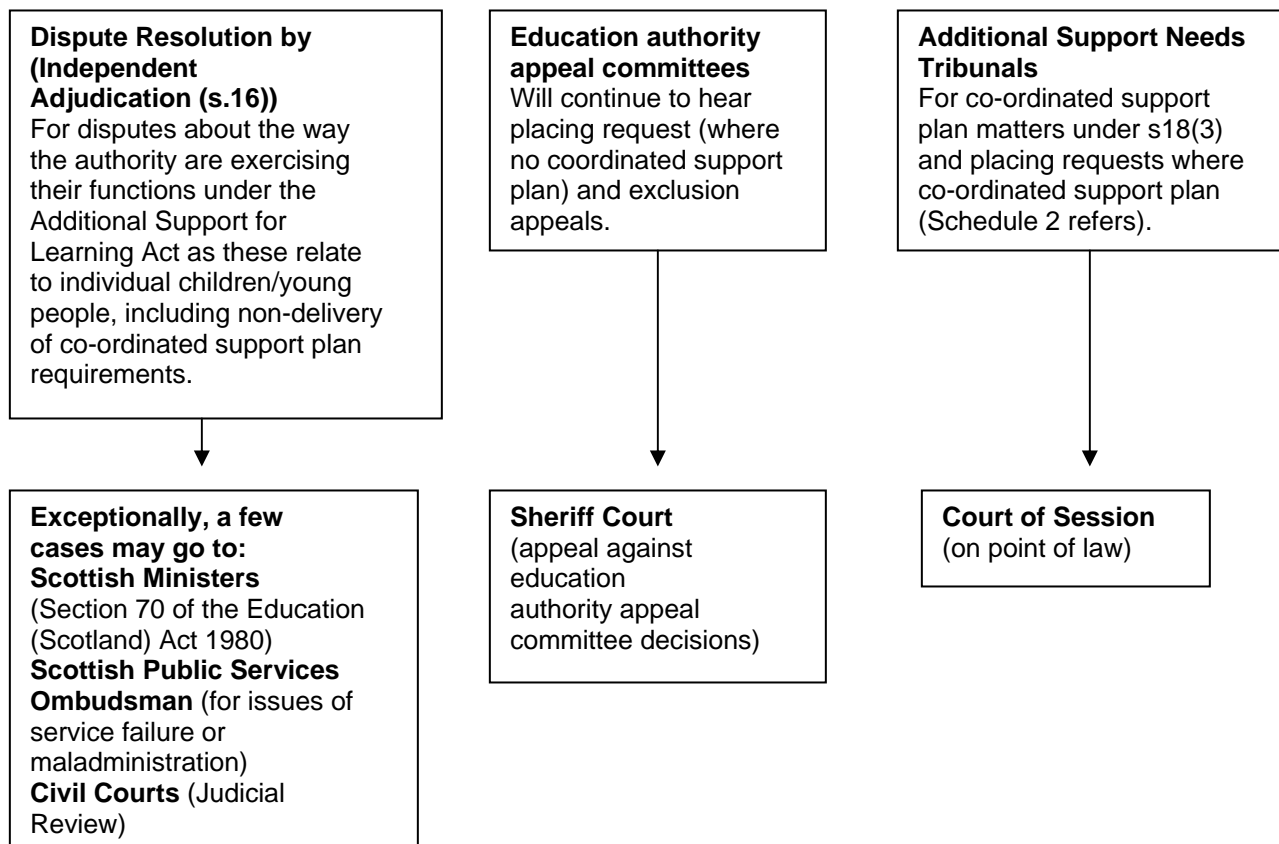 Dispute Resolution by
(Independent
Adjudication (s.16))
For disputes about the way
the authority are exercising
their functions under the
Additional Support for
Learning Act as these relate
to individual children/young
people, including non-delivery
of co-ordinated support plan
requirements.
Education authority
appeal committees
Will continue to hear
placing request (where
no coordinated support
plan) and exclusion
appeals.
Additional Support Needs
Tribunals
For co-ordinated support
plan matters under s18(3)
and placing requests where
co-ordinated support plan
(Schedule 2 refers).
Exceptionally, a few
cases may go to:
Scottish Ministers
(Section 70 of the Education
(Scotland) Act 1980)
Scottish Public Services
Ombudsman (for issues of
service failure or
maladministration)
Civil Courts (Judicial
Review)
Sheriff Court
(appeal against
education
authority appeal
committee decisions)
Court of Session
(on point of law)